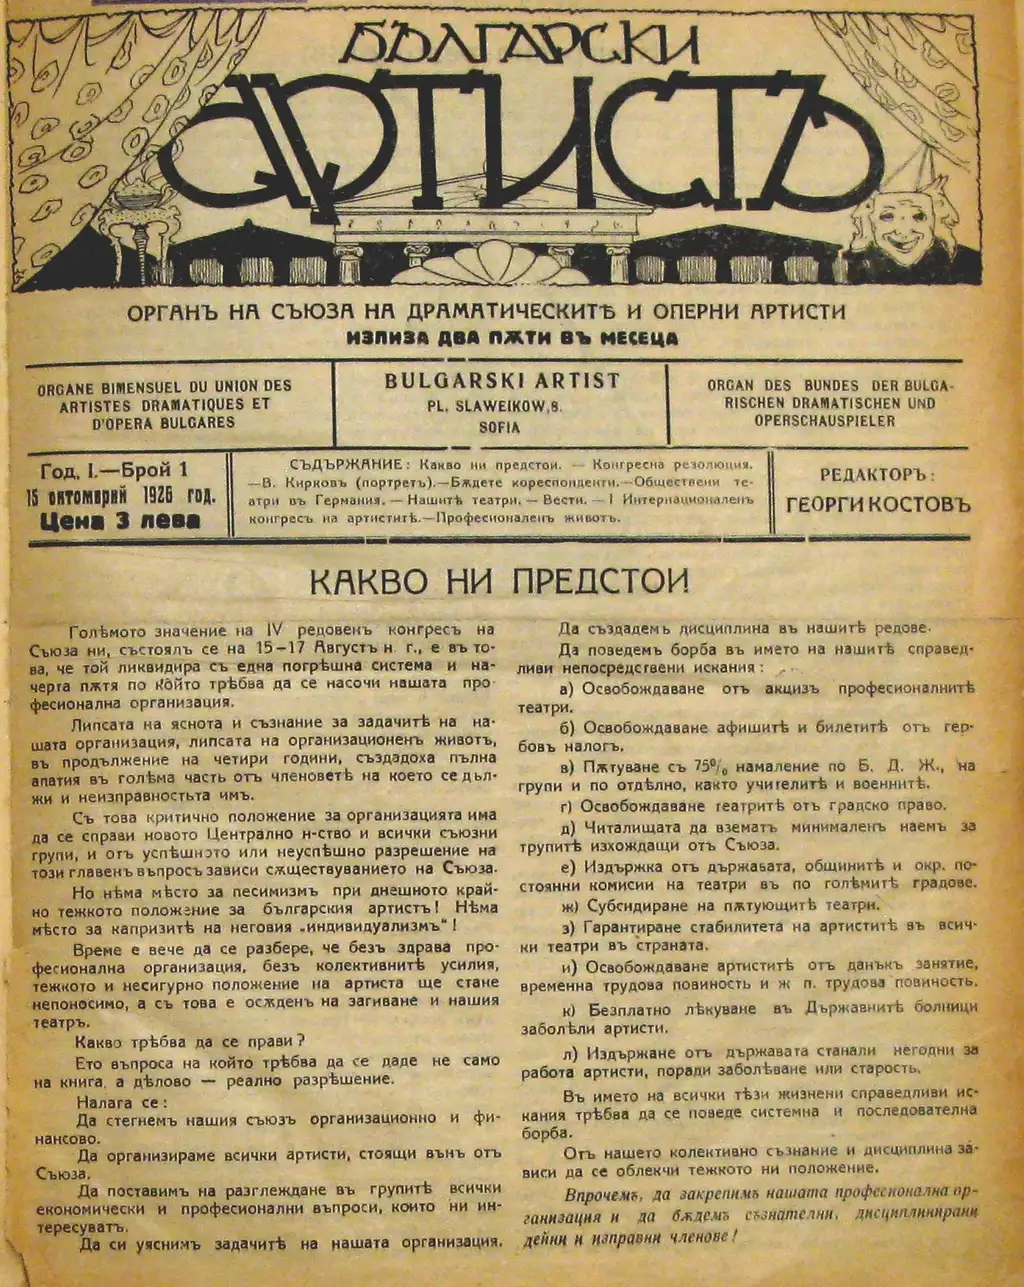 БЪЛГАРСКИ
АРТИСТЪ
ОРГАНЪ НА СЪЮЗА НА ДРАМАТИЧЕСКИТѢ И ОПЕРНИ АРТИСТИ
ИЗЛИЗА ДВА ПѪТИ ВЪ МЕСЕЦА
ORGANE BIMENSUEL DU UNION DES
ARTISTES DRAMATIQUES ET
D'OPERA BULGARES
BULGARSKI ARTIST
PL. SLAWEIKOW, 8.
SOFIA
ORGAN DES BUNDES DER BULGA-
RISCHEN DRAMATISCHEN UND
OPERSCHAUSPIELER
Год. I.—Брой 1
15 октомврий 1926 год.
Цена 3 лева
СЪДЪРЖАНИЕ: Какво ни предстои. — Конгресна резолюция.
—В. Кирковъ (портретъ).—Бѫдете кореспонденти.—Обществени те-
атри въ Германия. — Нашитѣ театри. — Вести. — I Интернационаленъ
конгресъ на артиститѣ.—Професионаленъ животъ.
РЕДАКТОРЪ:
ГЕОРГИ КОСТОВЪ
КАКВО НИ ПРЕДСТОИ
Голѣмото значение на IV редовенъ конгресъ на
Съюза ни, състоялъ се на 15—17 Августъ н. г., е въ то-
ва, че той ликвидира съ една погрѣшна система и на-
черта пѫтя по който трѣбва да се насочи нашата про-
фесионална организация.
Липсата на яснота и съзнание за задачитѣ на на-
шата организация, липсата на организационенъ животъ,
въ продължение на четири години, създадоха пълна
апатия въ голѣма часть отъ членоветѣ на което се дъл-
жи и неизправностьта имъ.
Съ това критично положение за организацията има
да се справи новото Централно н-ство и всички съюзни
групи, и отъ успѣшното или неуспѣшно разрешение на
този главенъ въпросъ зависи сѫществуванието на Съюза.
Но нѣма място за песимизмъ при днешното край-
но тежкото положение за българския артистъ! Нѣма
мѣсто за капризитѣ на неговия „индивидуализмъ"!
Време е вече да се разбере, че безъ здрава про-
фесионална организация, безъ колективнитѣ усилия,
тежкото и несигурно положение на артиста ще стане
непоносимо, а съ това е осѫденъ на загиване и нашия
театръ.
Какво трѣбва да се прави?
Ето въпроса на който трѣбва да се даде не само
на книга, а дѣлово — реално разрѣшение.
Налага се:
Да стегнемъ нашия съюзъ организационно и фи-
нансово.
Да организираме всички артисти, стоящи вънъ отъ
Съюза.
Да поставимъ на разглеждане въ групитѣ всички
економически и професионални въпроси, които ни ин-
тересуватъ.
Да си уяснимъ задачитѣ на нашата организация.
Да създадемъ дисциплина въ нашитѣ редове.
Да поведемъ борба въ името на нашитѣ справед-
ливи непосредствени искания:
а) Освобождаване отъ акцизъ професионалнитѣ
театри.
б) Освобождаване афишитѣ и билетитѣ отъ гер-
бовъ налогъ.
в) Пѫтуване съ 75% намаление по Б. Д. Ж., на
групи и по отдѣлно, както учителитѣ и военнитѣ.
г) Освобождаване театритѣ отъ градско право.
д) Читалищата да взематъ минималенъ наемъ за
трупитѣ изхождащи отъ Съюза.
е) Издържка отъ държавата, общинитѣ и окр. по-
стоянни комисии на театри въ по голѣмитѣ градове.
ж) Субсидиране на пѫтующитѣ театри.
з) Гарантиране стабилитета на артиститѣ въ всич-
ки театри въ страната.
и) Освобождаване артиститѣ отъ данъкъ занятие,
временна трудова повиность и ж п. трудова повиность.
к) Безплатно лѣкуване въ Държавнитѣ болници
заболѣли артисти.
л) Издържане отъ държавата станали негодни за
работа артисти, поради заболѣване или старость.
Въ името на всички тѣзи жизнени справедливи ис-
кания трѣбва да се поведе системна и последователна
борба.
Отъ нашето колективно съзнание и дисциплина за-
виси да се облекчи тежкото ни положение.
Впрочемъ, да закрепимъ нашата професионална ор-
ганизация и да бѫдемъ съзнателни, дисциплинирани
дейни и изправни членове!